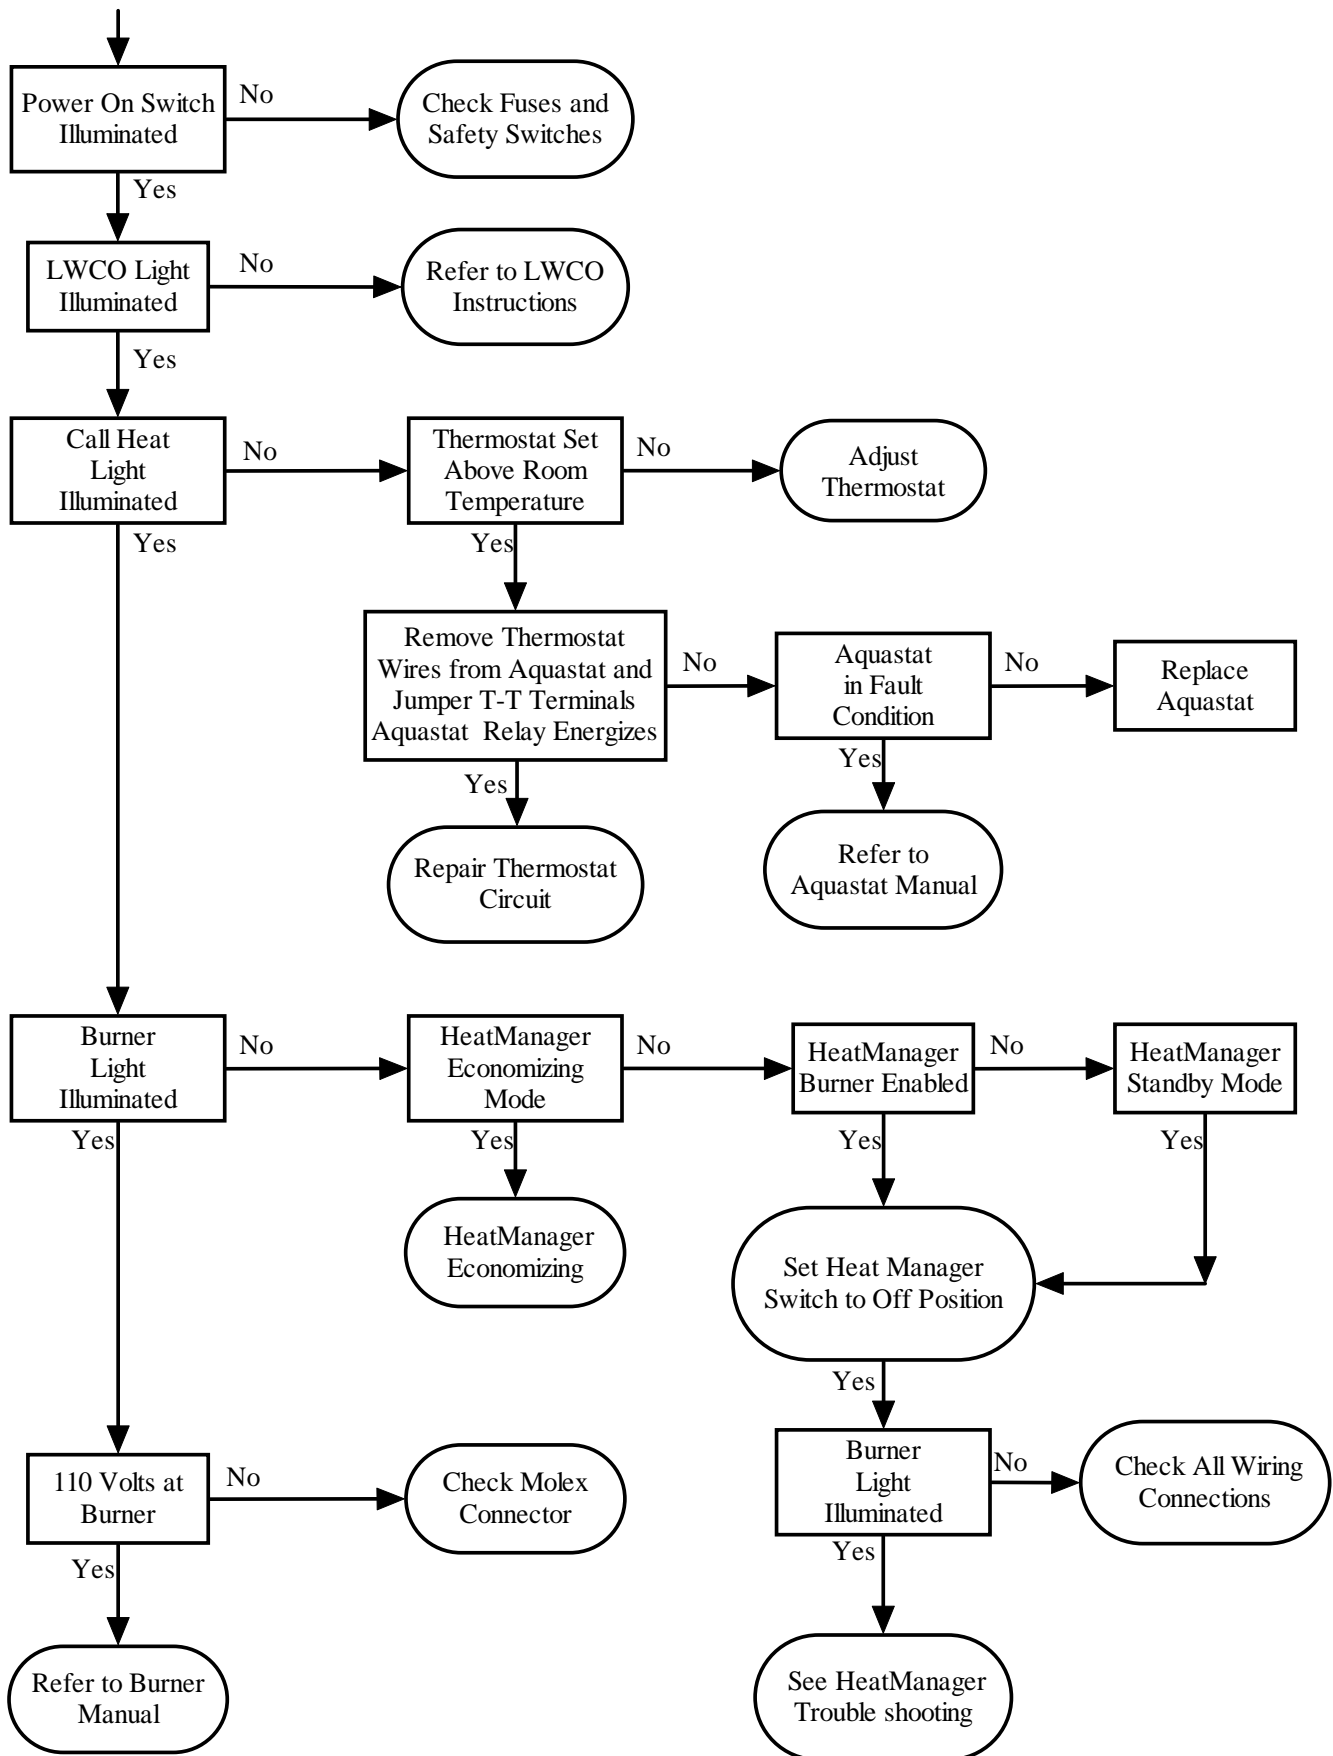 Power On Switch
Illuminated
No
Check Fuses and
Safety Switches
Yes
LWCO Light
Illuminated
No
Refer to LWCO
Instructions
Yes
Call Heat
Light
Illuminated
No
Thermostat Set
Above Room
Temperature
No
Adjust
Thermostat
Yes
Yes
Remove Thermostat
Wires from Aquastat and
Jumper T-T Terminals
Aquastat Relay Energizes
No
Aquastat
in Fault
Condition
No
Replace
Aquastat
Yes
Yes
Repair Thermostat
Circuit
Refer to
Aquastat Manual
Burner
Light
Illuminated
No
HeatManager
Economizing
Mode
No
HeatManager
Burner Enabled
No
HeatManager
Standby Mode
Yes
Yes
Yes
Yes
HeatManager
Economizing
Set Heat Manager
Switch to Off Position
Yes
110 Volts at
Burner
No
Check Molex
Connector
Burner
Light
Illuminated
No
Check All Wiring
Connections
Yes
Yes
Refer to Burner
Manual
See HeatManager
Trouble shooting